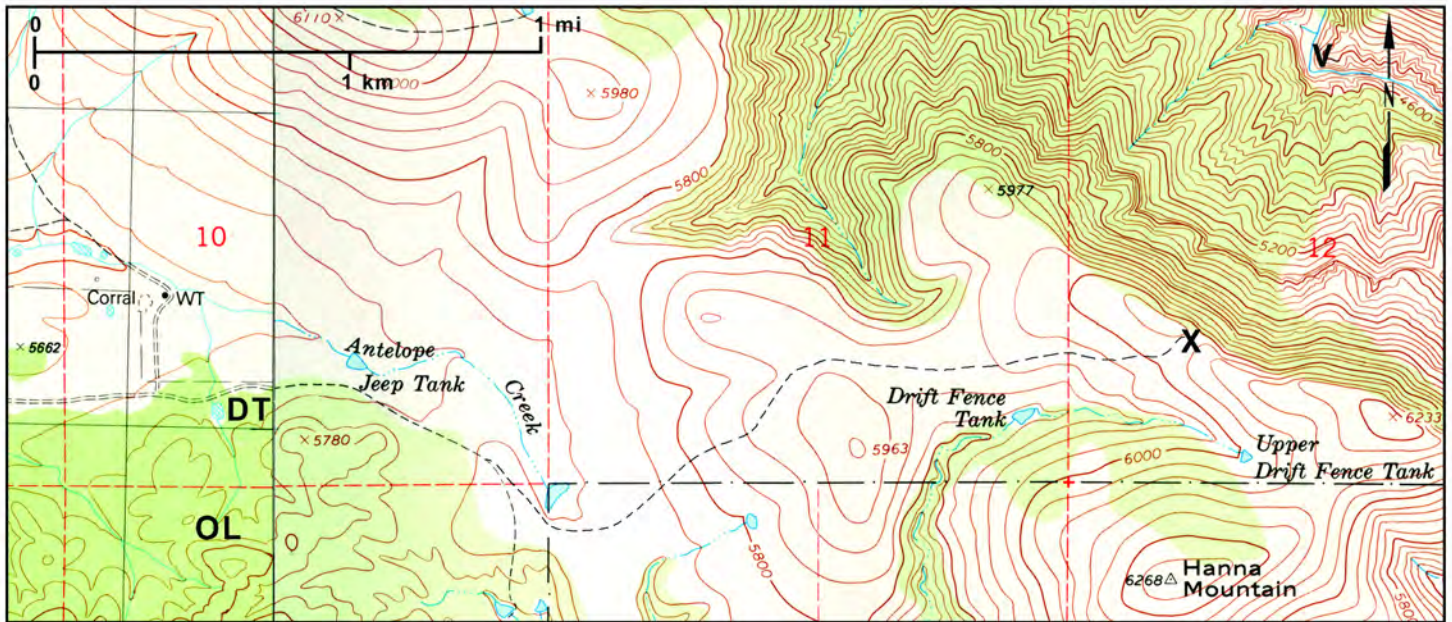 0
1 mi
6110
0
1 km
6000
5980
5800
5977
5800
V
N
4600
5200
10
11
12
Corral
WT
5662
Antelope
Jeep Tank
Creek
X
DT
5780
Drift Fence
Tank
5963
6233
Upper
Drift Fence Tank
6000
OL
5800
6268
Hanna
Mountain